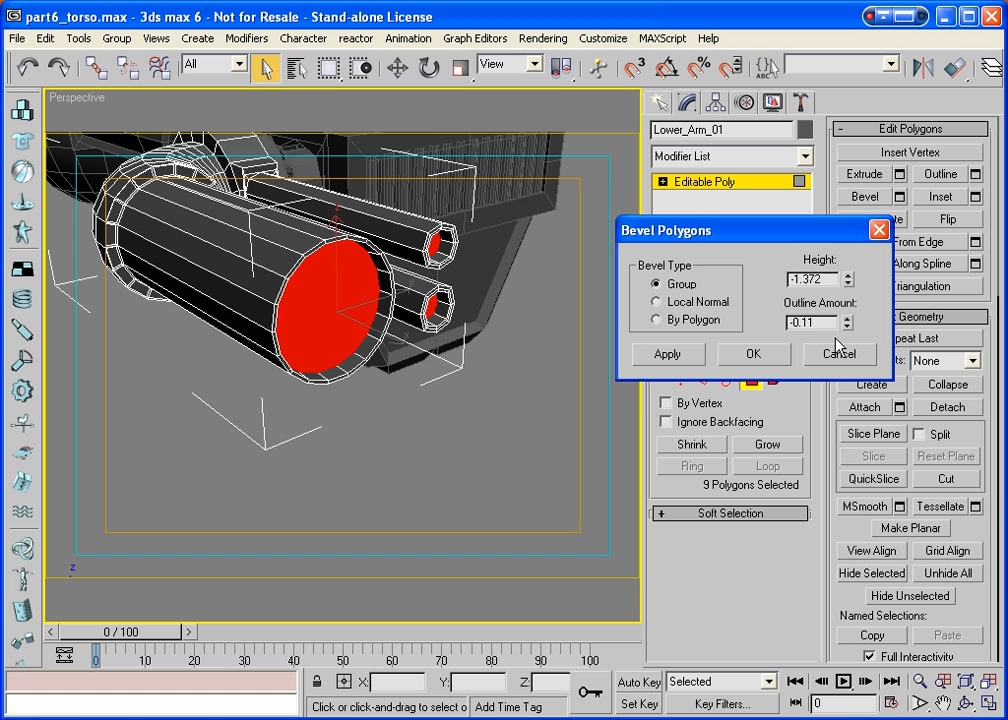 part6_torso.max - 3ds max 6 - Not for Resale - Stand-alone License
File Edit Tools Group Views Create Modifiers Character reactor Animation Graph Editors Rendering Customize MAXScript Help
All View
Perspective
Lower_Arm_01
Modifier List
Editable Poly
- Edit Polygons
Insert Vertex
Extrude Outline
Bevel Inset
Flip
From Edge
Along Spline
Bevel Polygons
Bevel Type
Group
Local Normal
By Polygon
Height:
-1.372
Outline Amount:
-0.11
Apply OK Cancel
Geometry
None
Create Collapse
Attach Detach
Slice Plane Split
Slice Reset Plane
QuickSlice Cut
MSmooth Tessellate
Make Planar
View Align Grid Align
Hide Selected Unhide All
Hide Unselected
Named Selections:
Copy Paste
Full Interactivity
By Vertex
Ignore Backfacing
Shrink Grow
Ring Loop
9 Polygons Selected
+ Soft Selection
z
< 0 / 100 >
0 10 20 30 40 50 60 70 80 90 100
X: Y: Z:
Auto Key Selected
Click or click-and-drag to select o Add Time Tag
Set Key Key Filters... 0